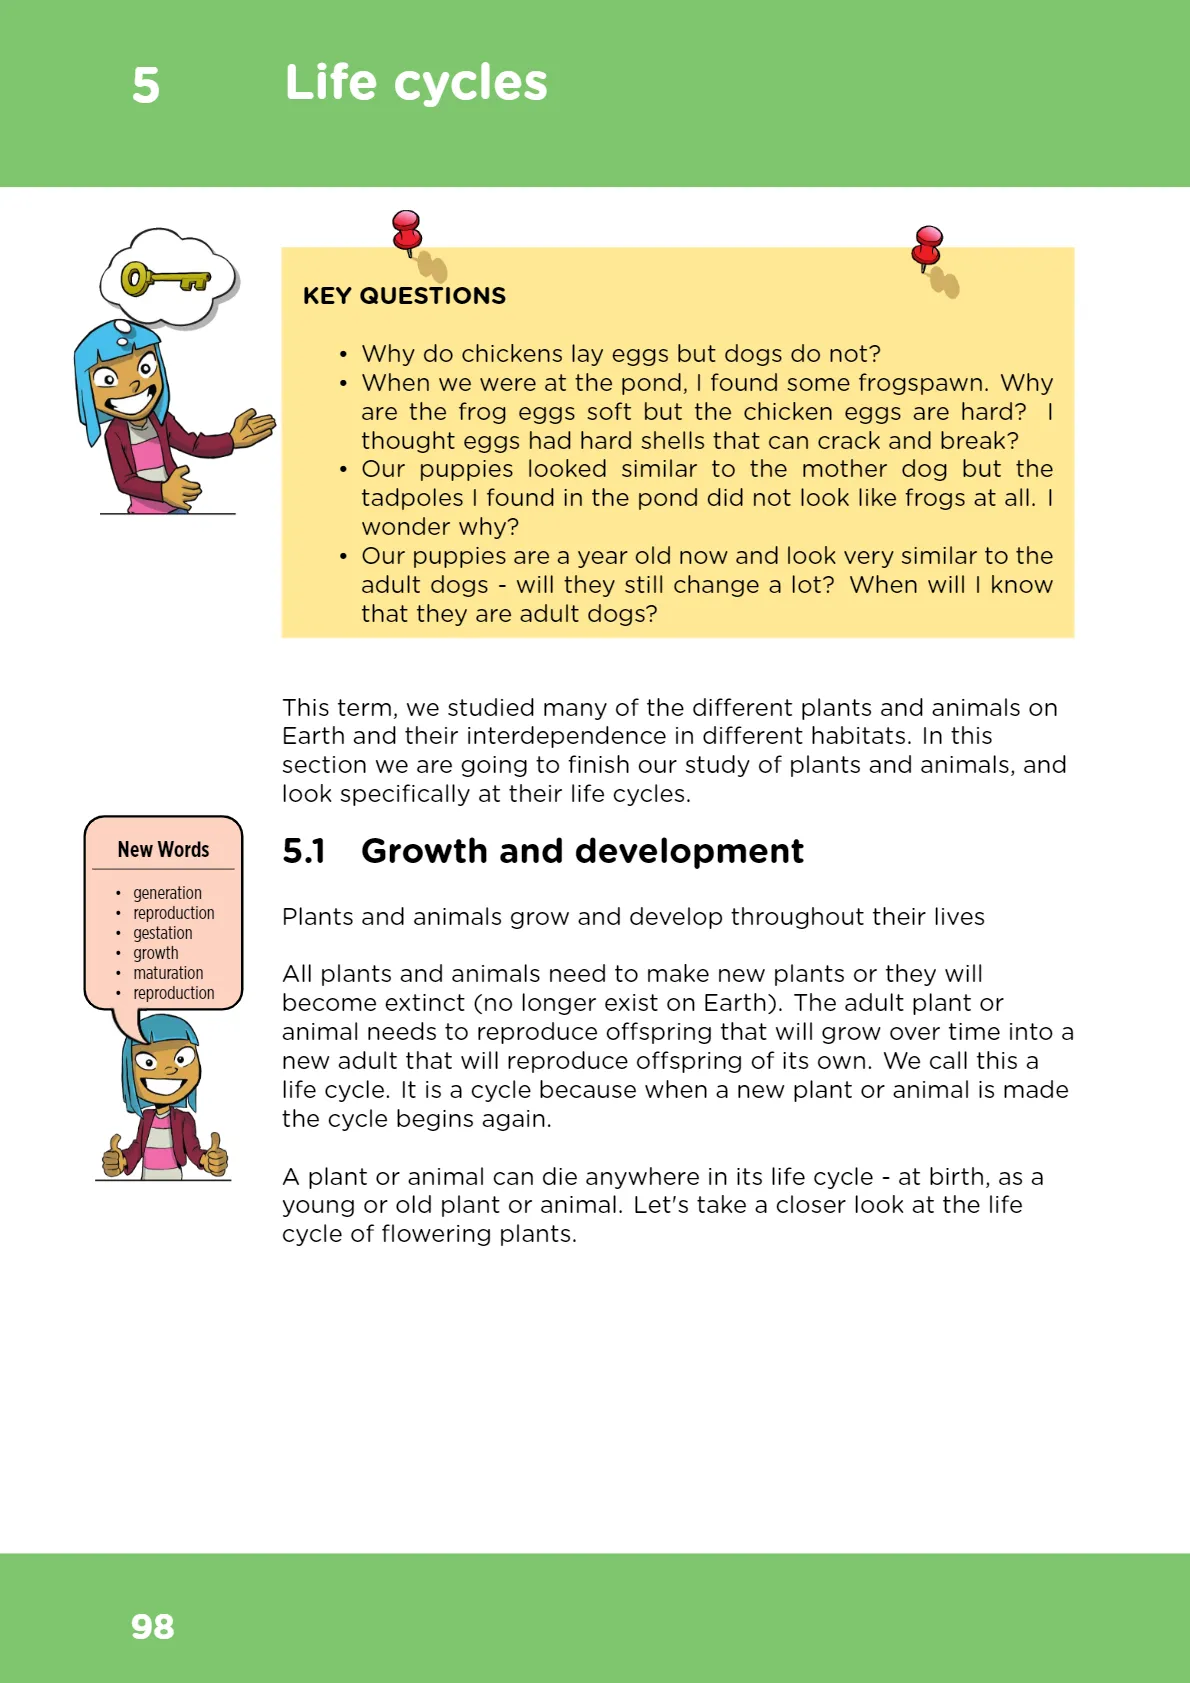 5 Life cycles
KEY QUESTIONS
• Why do chickens lay eggs but dogs do not?
• When we were at the pond, I found some frogspawn. Why
are the frog eggs soft but the chicken eggs are hard? I
thought eggs had hard shells that can crack and break?
• Our puppies looked similar to the mother dog but the
tadpoles I found in the pond did not look like frogs at all. I
wonder why?
• Our puppies are a year old now and look very similar to the
adult dogs - will they still change a lot? When will I know
that they are adult dogs?
This term, we studied many of the different plants and animals on
Earth and their interdependence in different habitats. In this
section we are going to finish our study of plants and animals, and
look specifically at their life cycles.
New Words
• generation
• reproduction
• gestation
• growth
• maturation
• reproduction
5.1 Growth and development
Plants and animals grow and develop throughout their lives
All plants and animals need to make new plants or they will
become extinct (no longer exist on Earth). The adult plant or
animal needs to reproduce offspring that will grow over time into a
new adult that will reproduce offspring of its own. We call this a
life cycle. It is a cycle because when a new plant or animal is made
the cycle begins again.
A plant or animal can die anywhere in its life cycle - at birth, as a
young or old plant or animal. Let's take a closer look at the life
cycle of flowering plants.
98